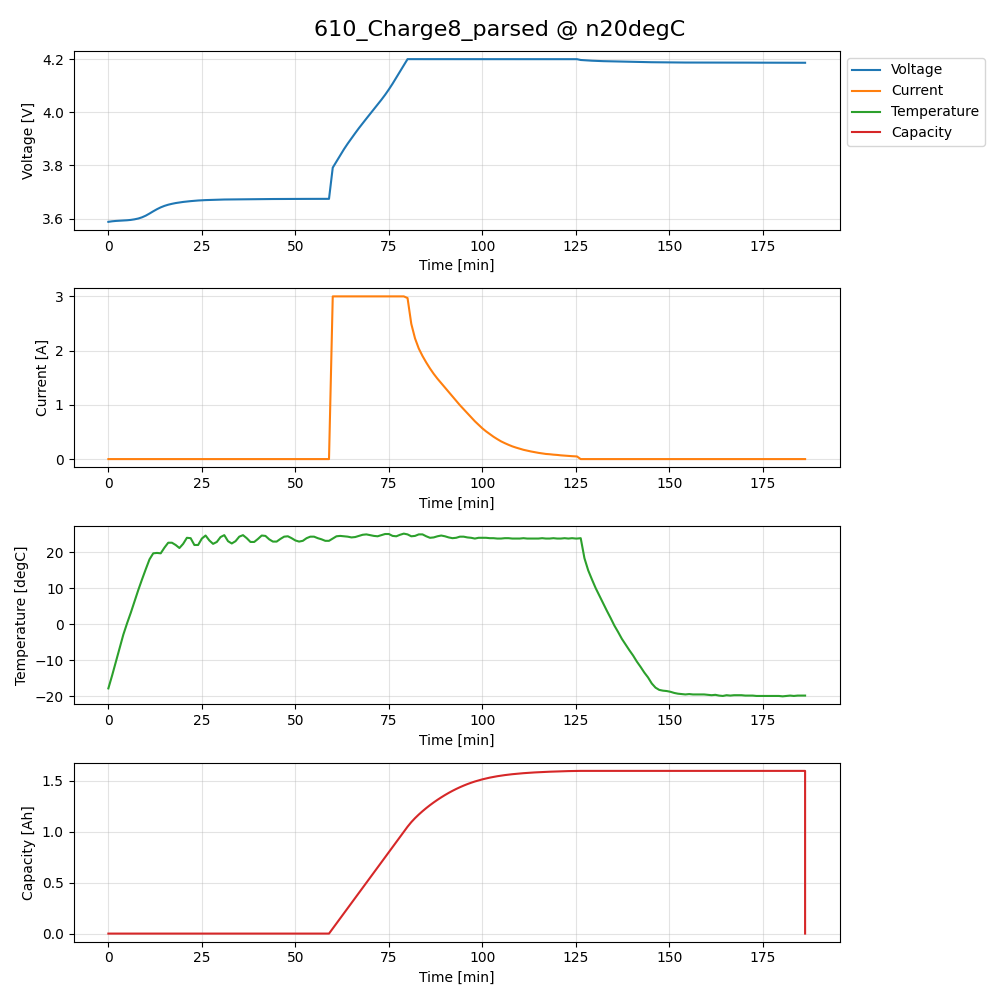 610_Charge8_parsed @ n20degC
Voltage [V]
4.2
4.0
3.8
3.6
0 25 50 75 100 125 150 175
Time [min]
Voltage
Current
Temperature
Capacity
Current [A]
3
2
1
0
0 25 50 75 100 125 150 175
Time [min]
Temperature [degC]
20
10
0
−10
−20
0 25 50 75 100 125 150 175
Time [min]
Capacity [Ah]
1.5
1.0
0.5
0.0
0 25 50 75 100 125 150 175
Time [min]